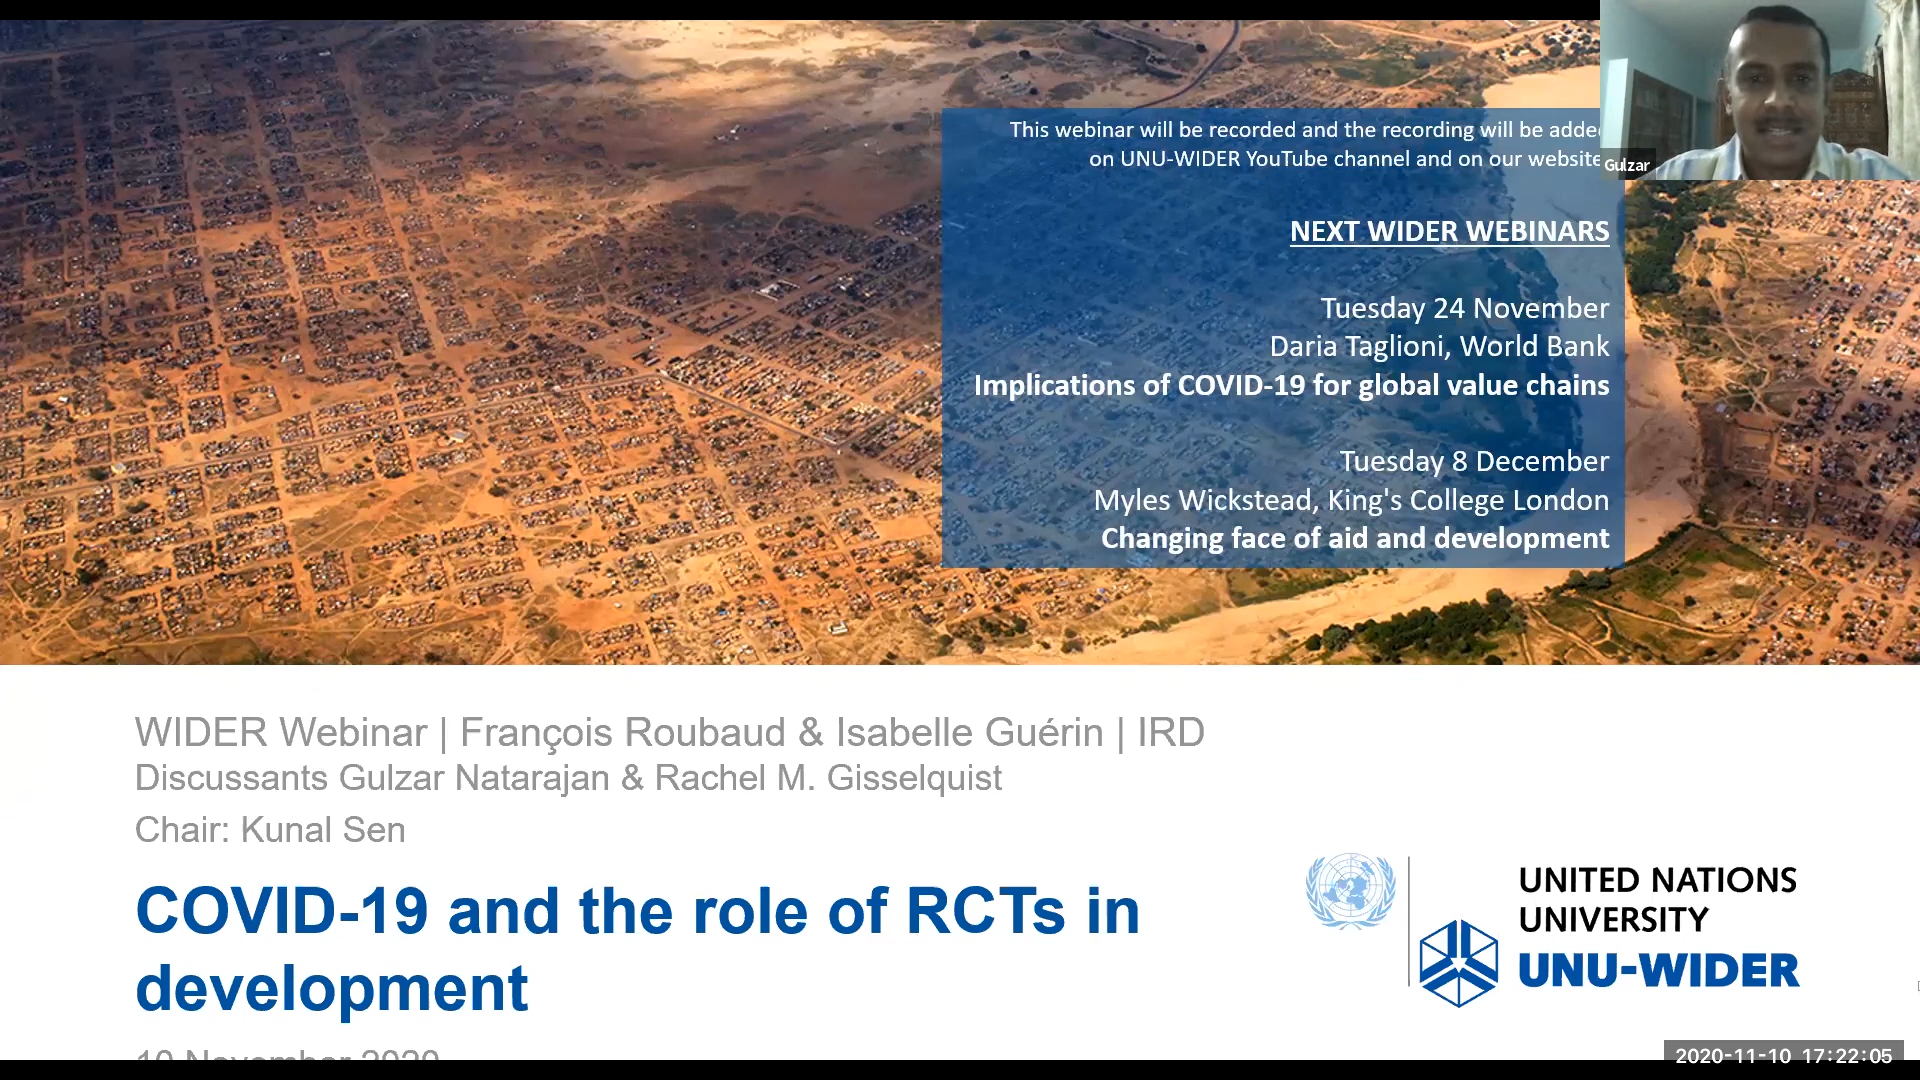 This webinar will be recorded and the recording will be adde
on UNU-WIDER YouTube channel and on our website
Gulzar
NEXT WIDER WEBINARS
Tuesday 24 November
Daria Taglioni, World Bank
Implications of COVID-19 for global value chains
Tuesday 8 December
Myles Wickstead, King's College London
Changing face of aid and development
WIDER Webinar | François Roubaud & Isabelle Guérin | IRD
Discussants Gulzar Natarajan & Rachel M. Gisselquist
Chair: Kunal Sen
COVID-19 and the role of RCTs in
development
10 November 2020
UNITED NATIONS
UNIVERSITY
UNU-WIDER
2020-11-10 17:22:05